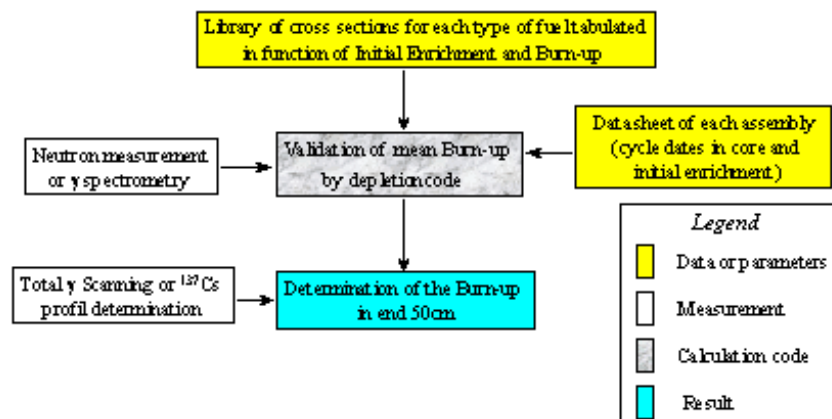 Library of cross sections for each type of fuel tabulated
in function of Initial Enrichment and Burn-up
Neutron measurement
or γ spectrometry
Validation of mean Burn-up
by depletion code
Datasheet of each assembly
(cycle dates in core and
initial enrichment)
Total γ Scanning or ¹³⁷Cs
profil determination
Determination of the Burn-up
in end 50cm
Legend
Data or parameters
Measurement
Calculation code
Result